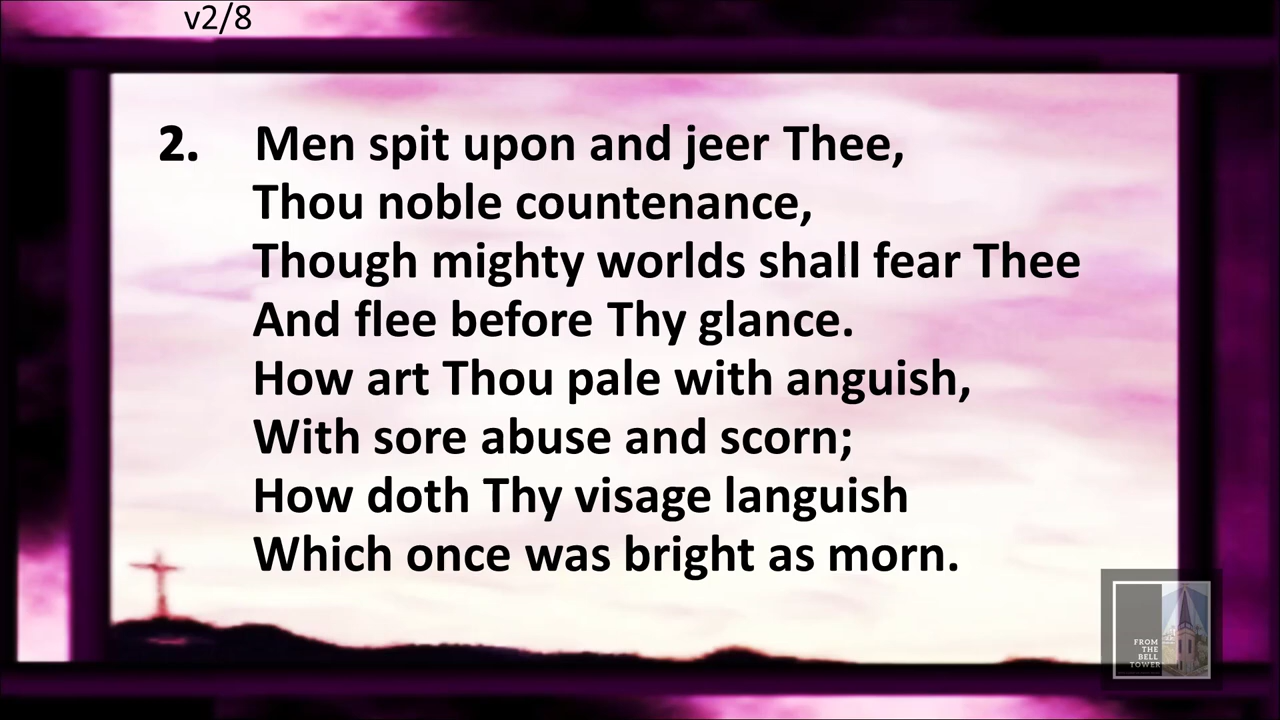 v2/8
2. Men spit upon and jeer Thee,
Thou noble countenance,
Though mighty worlds shall fear Thee
And flee before Thy glance.
How art Thou pale with anguish,
With sore abuse and scorn;
How doth Thy visage languish
Which once was bright as morn.
FROM
THE
BELL
TOWER